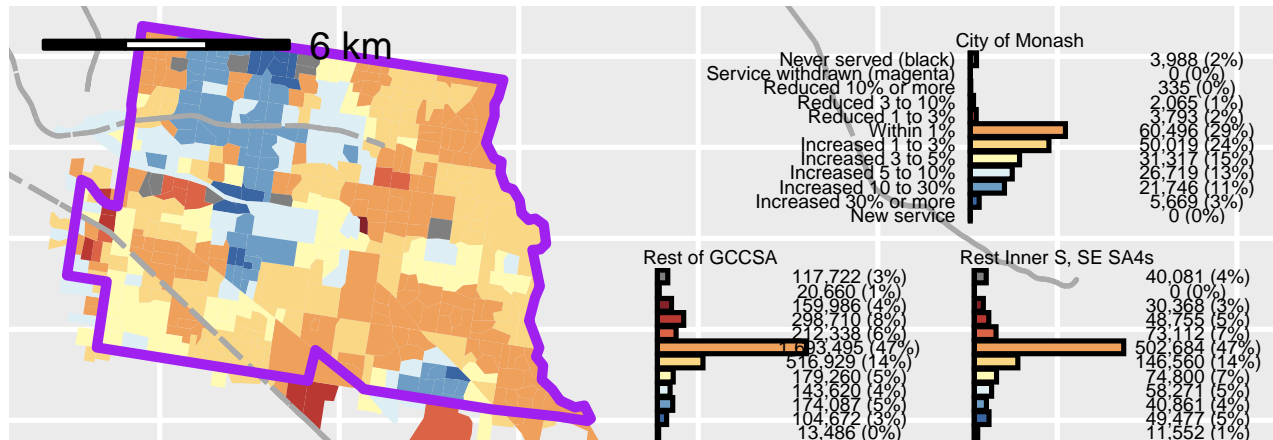 6 km
City of Monash
Never served (black) 3,988 (2%)
Service withdrawn (magenta) 0 (0%)
Reduced 10% or more 335 (0%)
Reduced 3 to 10% 2,065 (1%)
Reduced 1 to 3% 3,793 (2%)
Within 1% 60,496 (29%)
Increased 1 to 3% 50,019 (24%)
Increased 3 to 5% 31,317 (15%)
Increased 5 to 10% 26,719 (13%)
Increased 10 to 30% 21,746 (11%)
Increased 30% or more 5,669 (3%)
New service 0 (0%)
Rest of GCCSA
117,722 (3%)
20,660 (1%)
159,986 (4%)
298,710 (8%)
212,338 (6%)
1,693,495 (47%)
516,929 (14%)
179,260 (5%)
143,620 (4%)
174,087 (5%)
104,672 (3%)
13,486 (0%)
Rest Inner S, SE SA4s
40,081 (4%)
0 (0%)
30,368 (3%)
48,755 (5%)
73,112 (7%)
502,684 (47%)
146,560 (14%)
74,800 (7%)
58,271 (5%)
40,861 (4%)
49,477 (5%)
11,552 (1%)